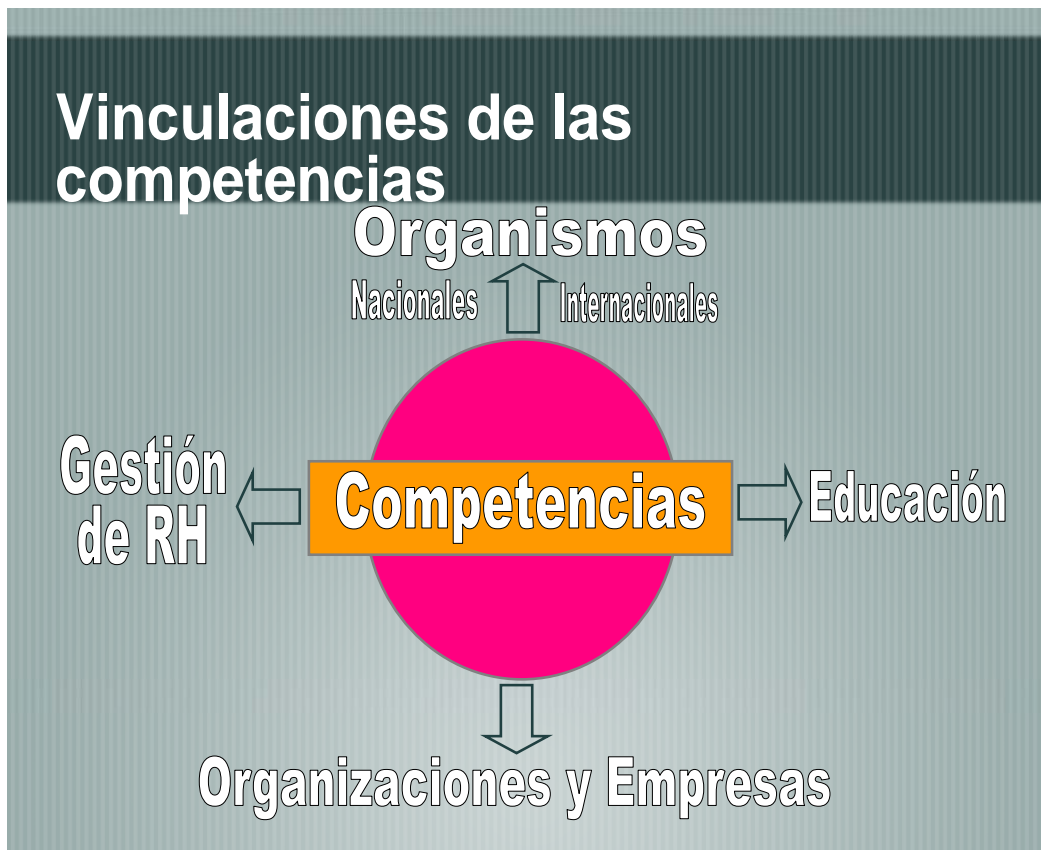 Vinculaciones de las
competencias
Organismos
Nacionales Internacionales
Gestión
de RH
Competencias
Educación
Organizaciones y Empresas